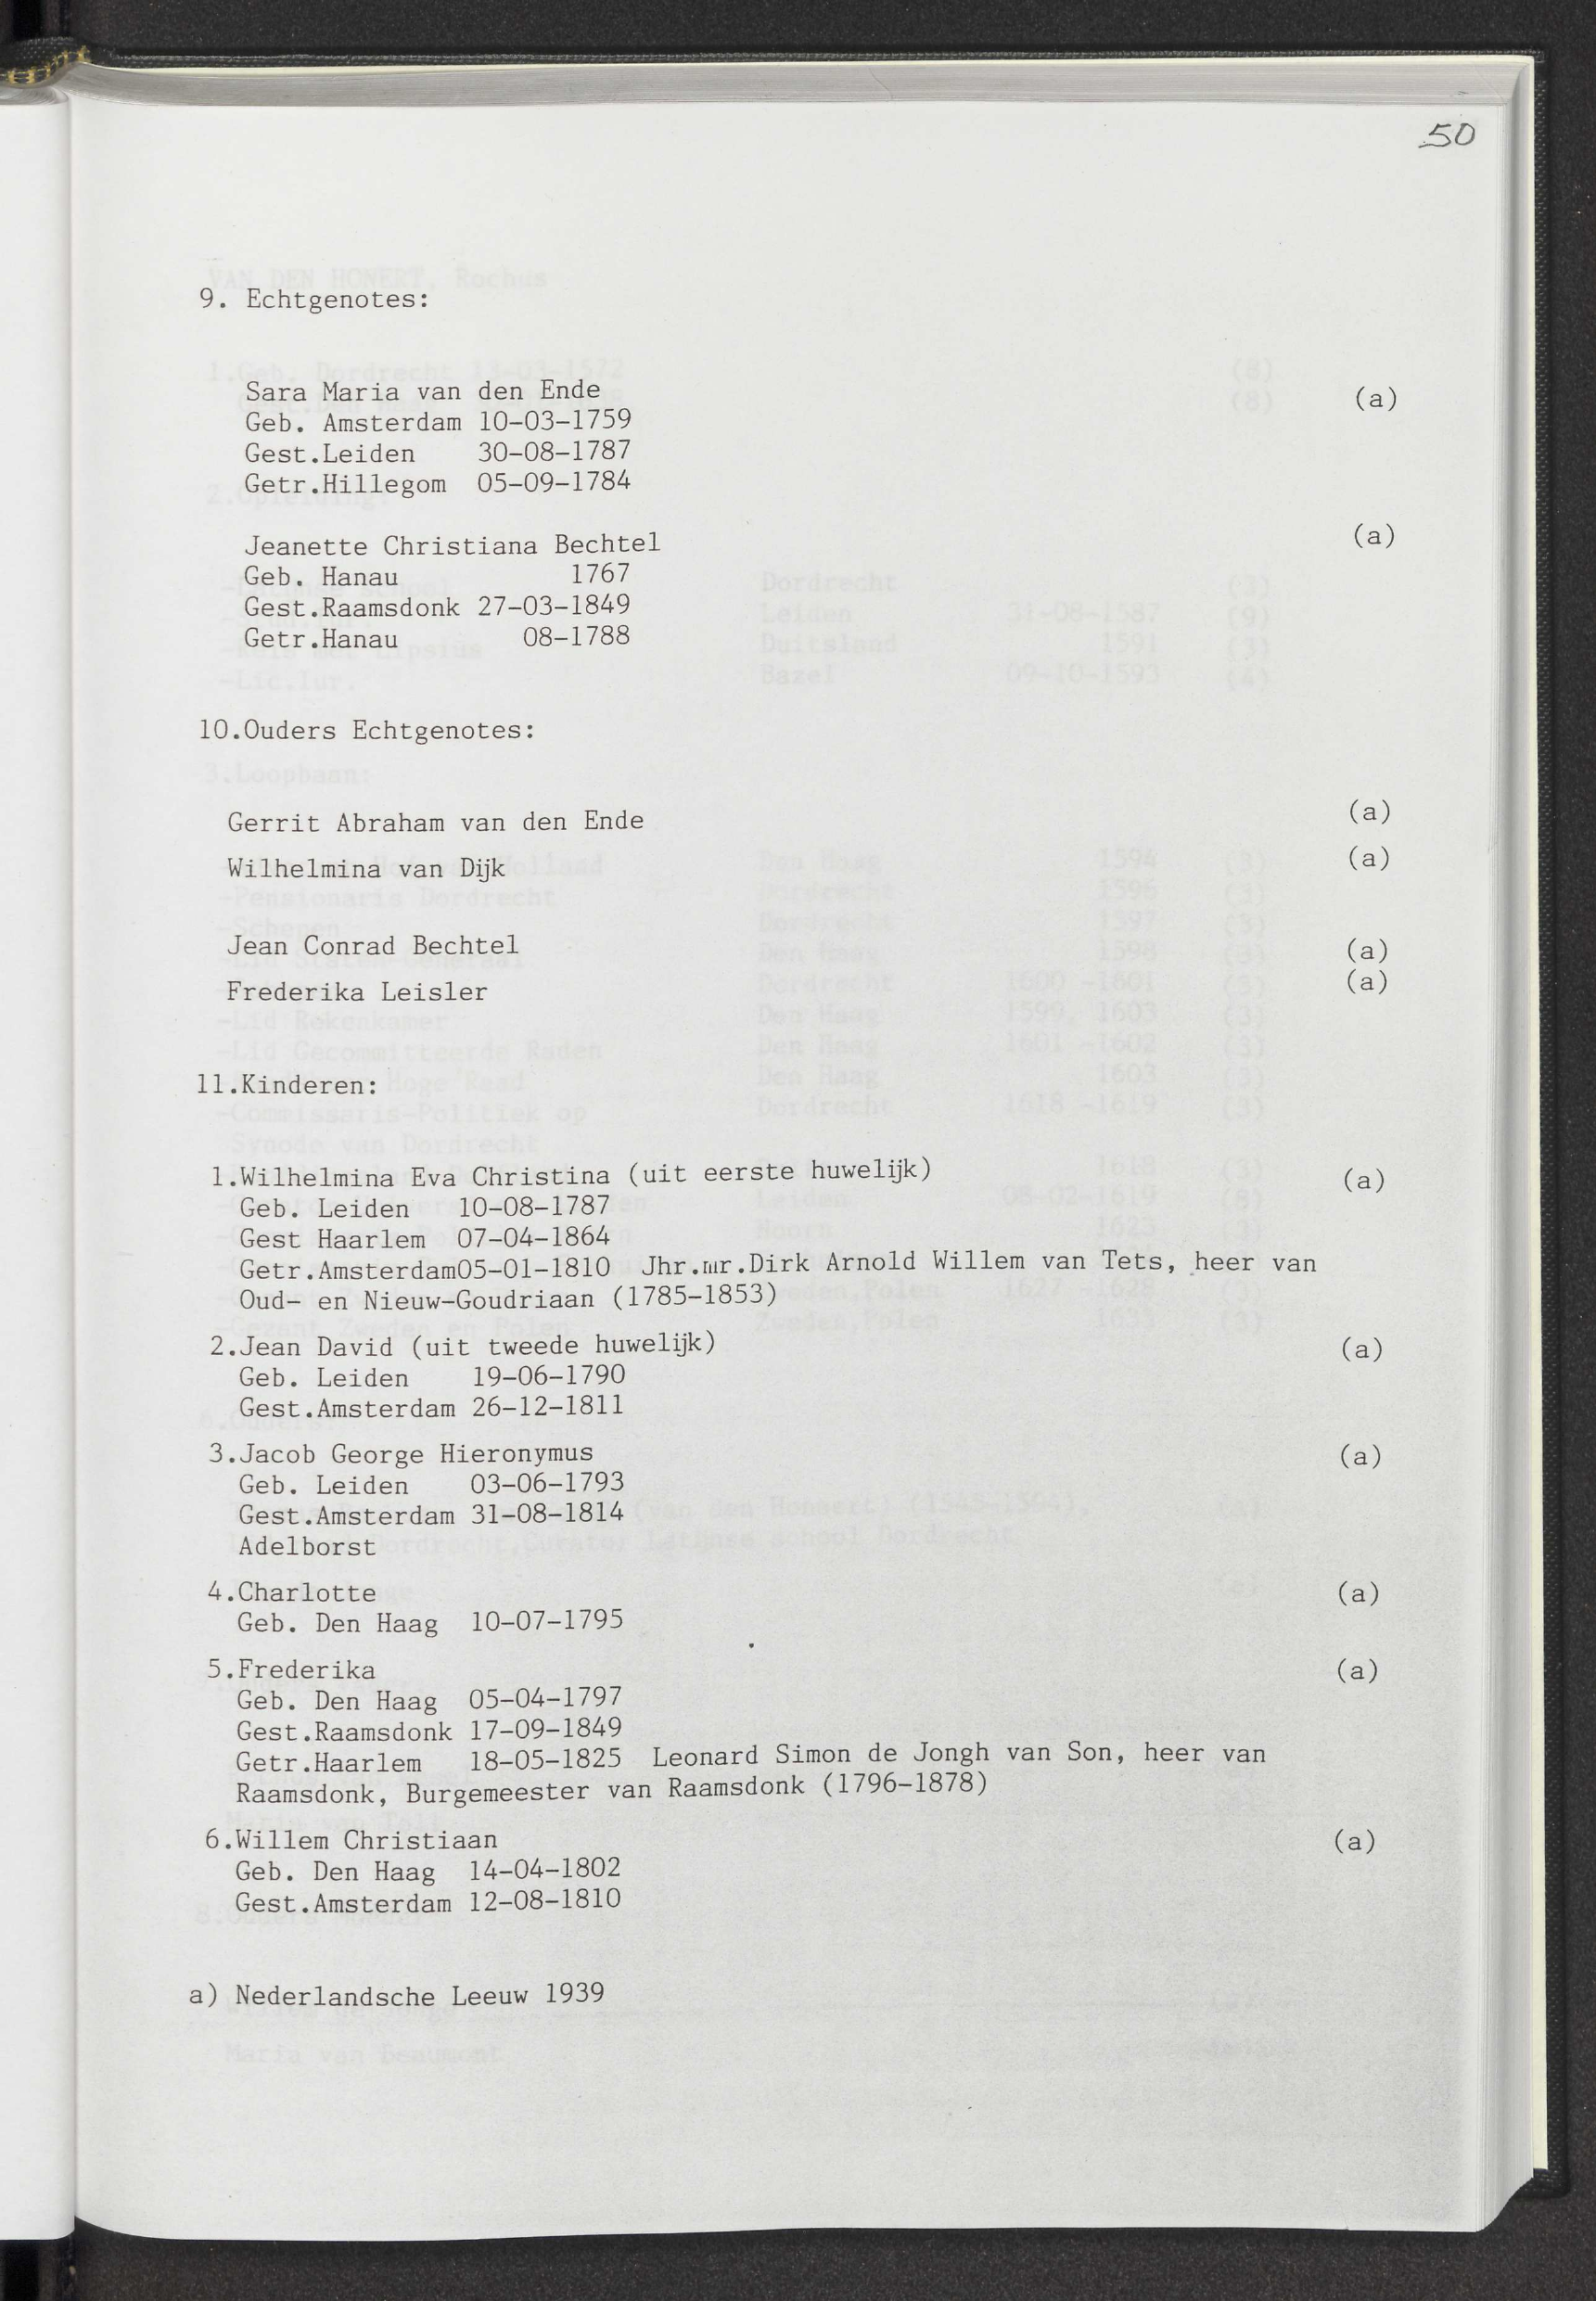 50
9. Echtgenotes:
Sara Maria van den Ende (a)
Geb. Amsterdam 10-03-1759
Gest.Leiden 30-08-1787
Getr.Hillegom 05-09-1784
Jeanette Christiana Bechtel (a)
Geb. Hanau 1767
Gest.Raamsdonk 27-03-1849
Getr.Hanau 08-1788
10.Ouders Echtgenotes:
Gerrit Abraham van den Ende (a)
Wilhelmina van Dijk (a)
Jean Conrad Bechtel (a)
Frederika Leisler (a)
11.Kinderen:
1.Wilhelmina Eva Christina (uit eerste huwelijk) (a)
Geb. Leiden 10-08-1787
Gest Haarlem 07-04-1864
Getr.Amsterdam05-01-1810 Jhr.mr.Dirk Arnold Willem van Tets, heer van
Oud- en Nieuw-Goudriaan (1785-1853)
2.Jean David (uit tweede huwelijk) (a)
Geb. Leiden 19-06-1790
Gest.Amsterdam 26-12-1811
3.Jacob George Hieronymus (a)
Geb. Leiden 03-06-1793
Gest.Amsterdam 31-08-1814
Adelborst
4.Charlotte (a)
Geb. Den Haag 10-07-1795
5.Frederika (a)
Geb. Den Haag 05-04-1797
Gest.Raamsdonk 17-09-1849
Getr.Haarlem 18-05-1825 Leonard Simon de Jongh van Son, heer van
Raamsdonk, Burgemeester van Raamsdonk (1796-1878)
6.Willem Christiaan (a)
Geb. Den Haag 14-04-1802
Gest.Amsterdam 12-08-1810
a) Nederlandsche Leeuw 1939